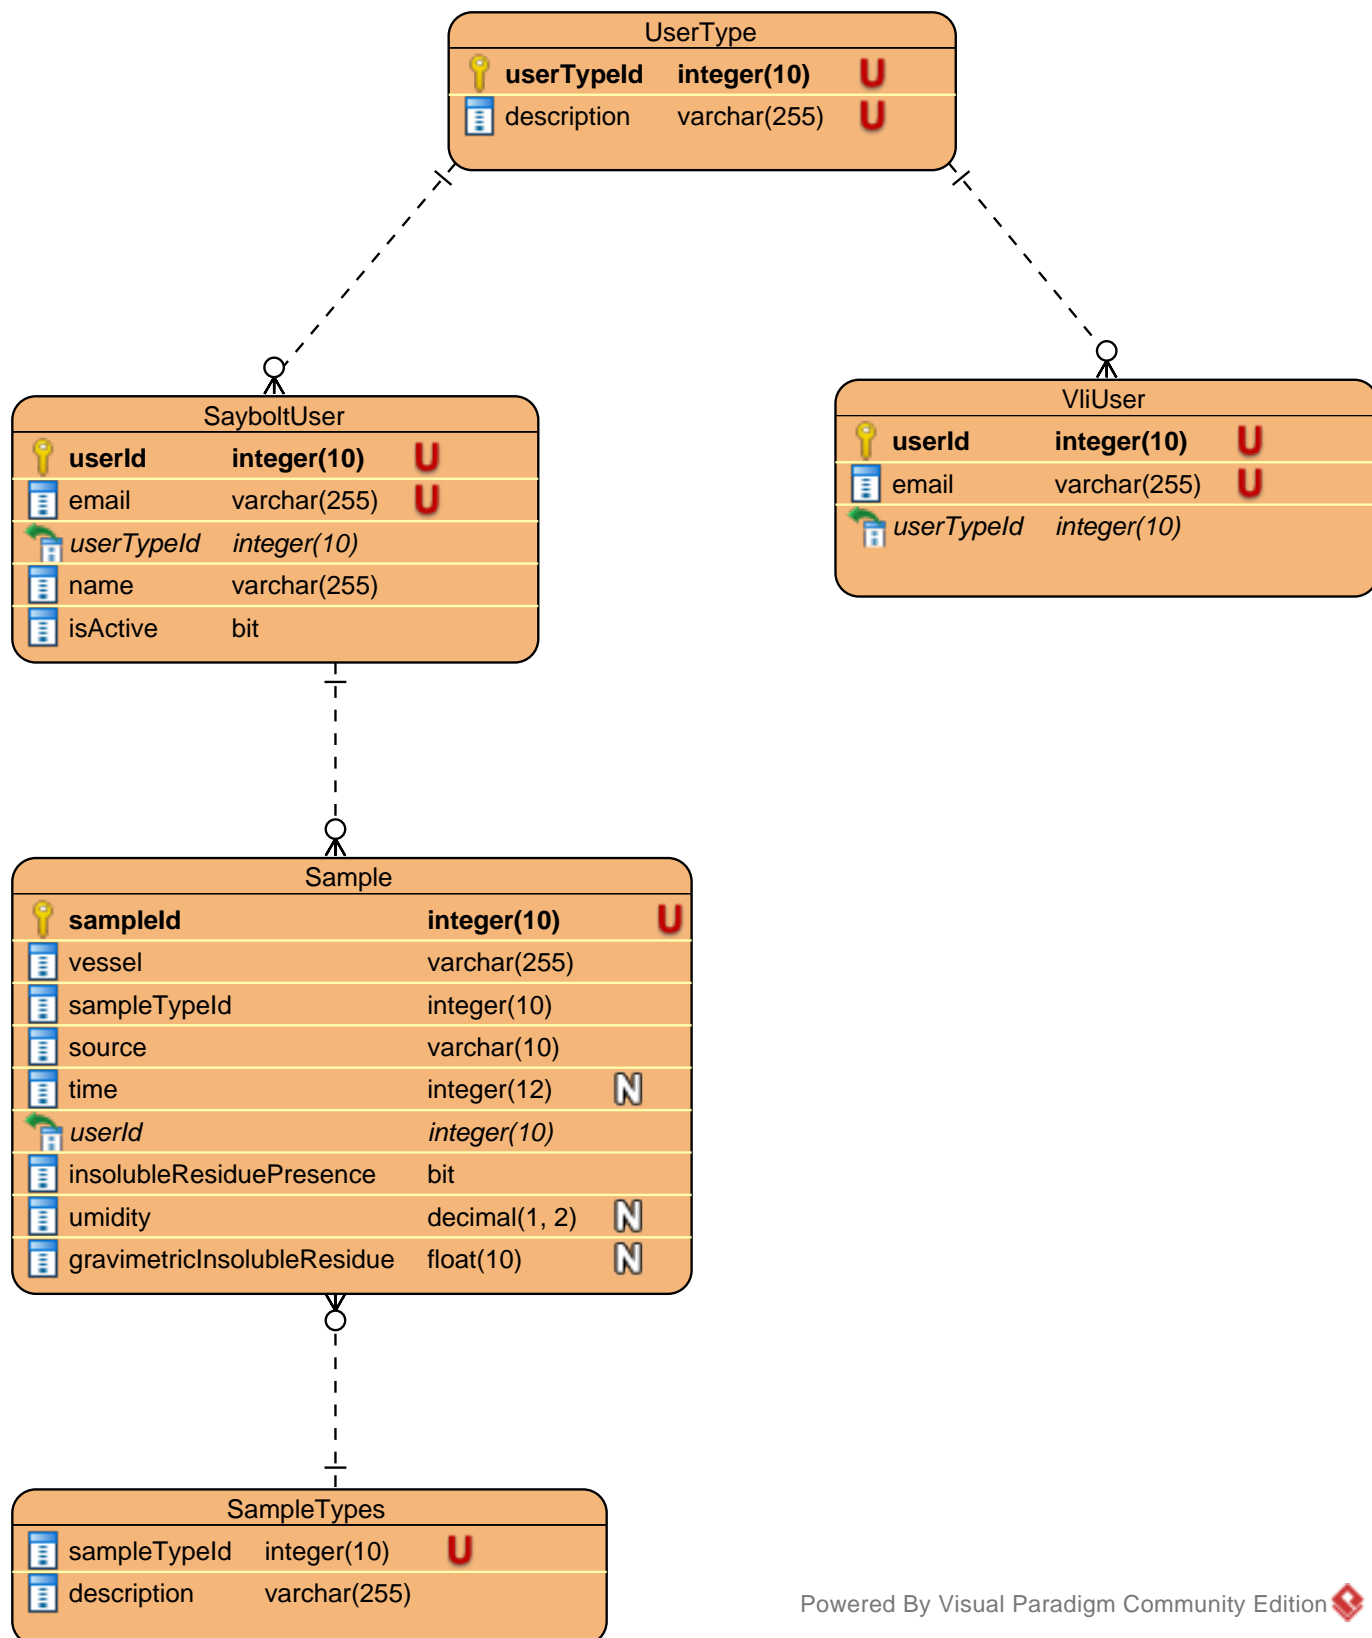 UserType
userTypeId integer(10) U
description varchar(255) U
SayboltUser
userId integer(10) U
email varchar(255) U
userTypeId integer(10)
name varchar(255)
isActive bit
VliUser
userId integer(10) U
email varchar(255) U
userTypeId integer(10)
Sample
sampleId integer(10) U
vessel varchar(255)
sampleTypeId integer(10)
source varchar(10)
time integer(12) N
userId integer(10)
insolubleResiduePresence bit
umidity decimal(1, 2) N
gravimetricInsolubleResidue float(10) N
SampleTypes
sampleTypeId integer(10) U
description varchar(255)
Powered By Visual Paradigm Community Edition